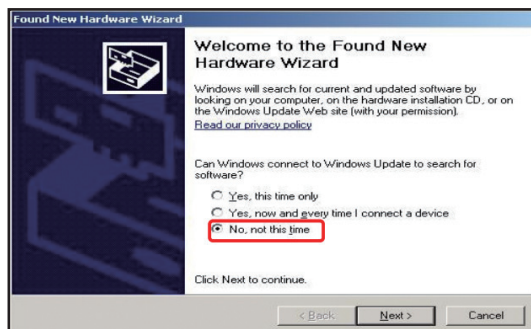 Found New Hardware Wizard
Welcome to the Found New
Hardware Wizard
Windows will search for current and updated software by
looking on your computer, on the hardware installation CD, or on
the Windows Update Web site (with your permission).
Read our privacy policy
Can Windows connect to Windows Update to search for
software?
Yes, this time only
Yes, now and every time I connect a device
No, not this time
Click Next to continue.
< Back
Next >
Cancel